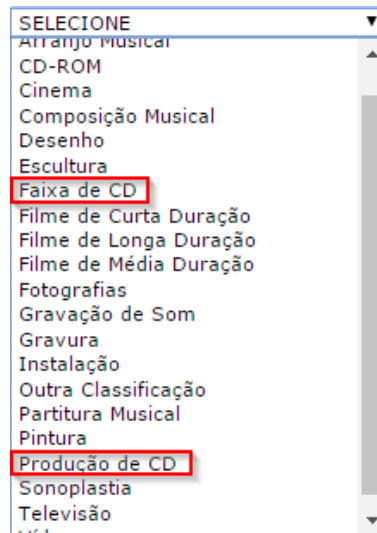 SELECIONE
Arranjo Musical
CD-ROM
Cinema
Composição Musical
Desenho
Escultura
Faixa de CD
Filme de Curta Duração
Filme de Longa Duração
Filme de Média Duração
Fotografias
Gravação de Som
Gravura
Instalação
Outra Classificação
Partitura Musical
Pintura
Produção de CD
Sonoplastia
Televisão